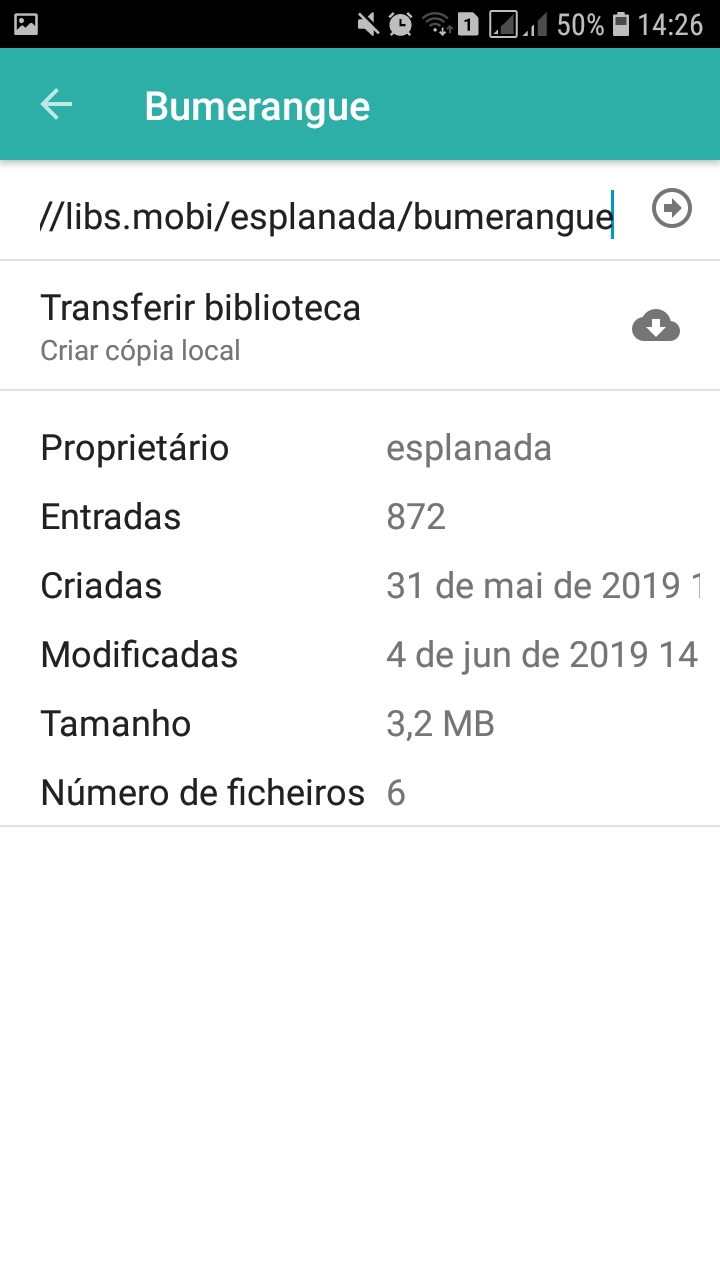 1 50% 14:26
Bumerangue
//libs.mobi/esplanada/bumerangue
Transferir biblioteca
Criar cópia local
Proprietário esplanada
Entradas 872
Criadas 31 de mai de 2019 1
Modificadas 4 de jun de 2019 14
Tamanho 3,2 MB
Número de ficheiros 6